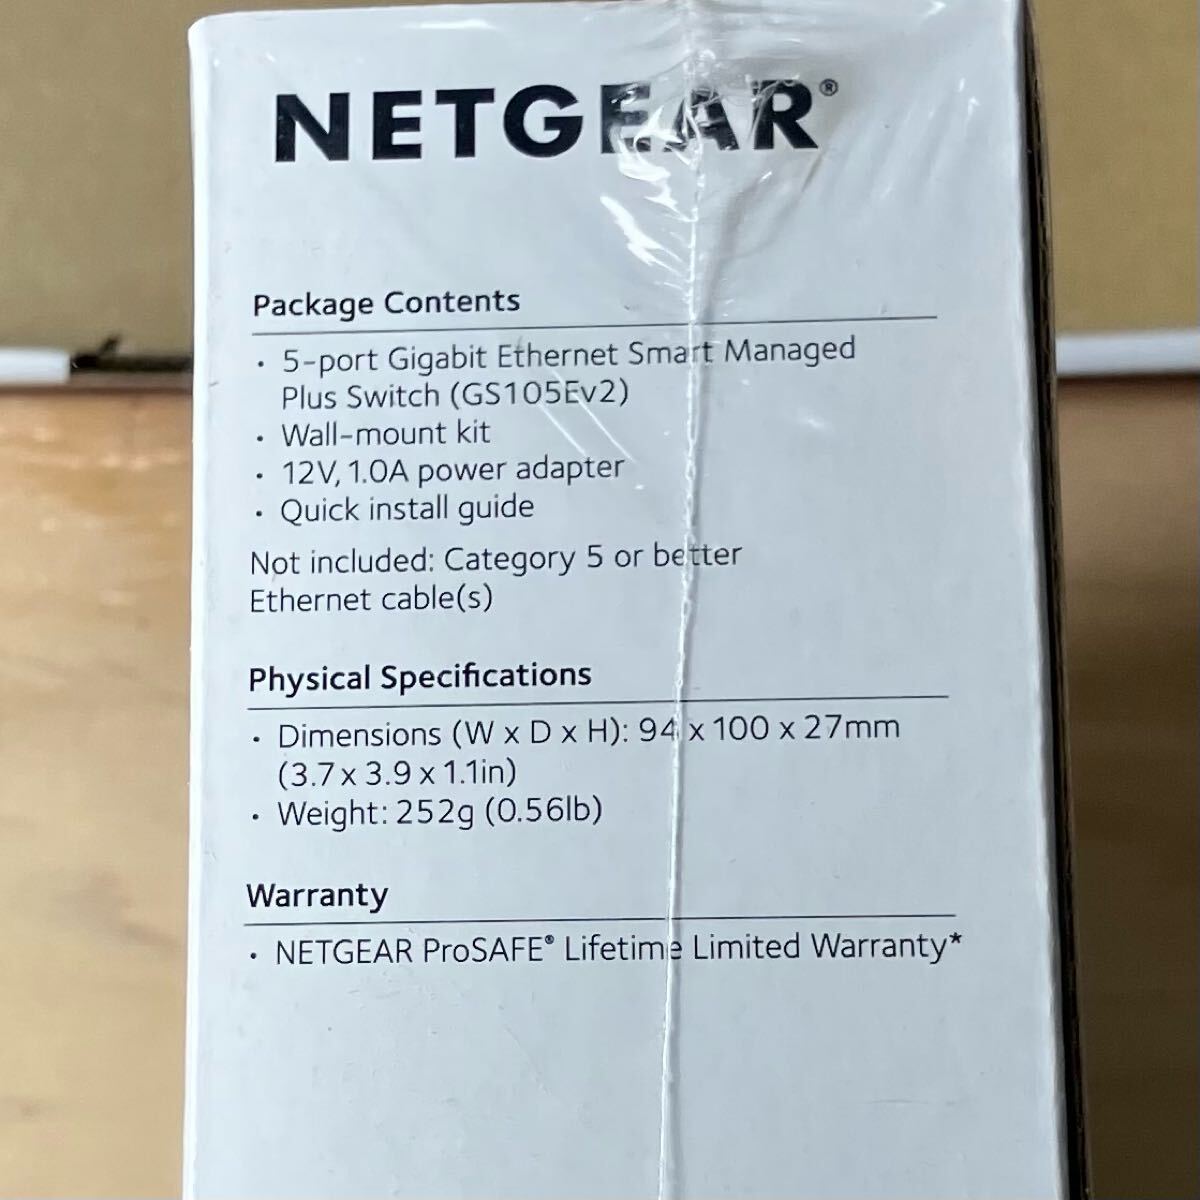 NETGEAR®
Package Contents
• 5-port Gigabit Ethernet Smart Managed
Plus Switch (GS105Ev2)
• Wall-mount kit
• 12V, 1.0A power adapter
• Quick install guide
Not included: Category 5 or better
Ethernet cable(s)
Physical Specifications
• Dimensions (W x D x H): 94 x 100 x 27mm
(3.7 x 3.9 x 1.1in)
• Weight: 252g (0.56lb)
Warranty
• NETGEAR ProSAFE® Lifetime Limited Warranty*